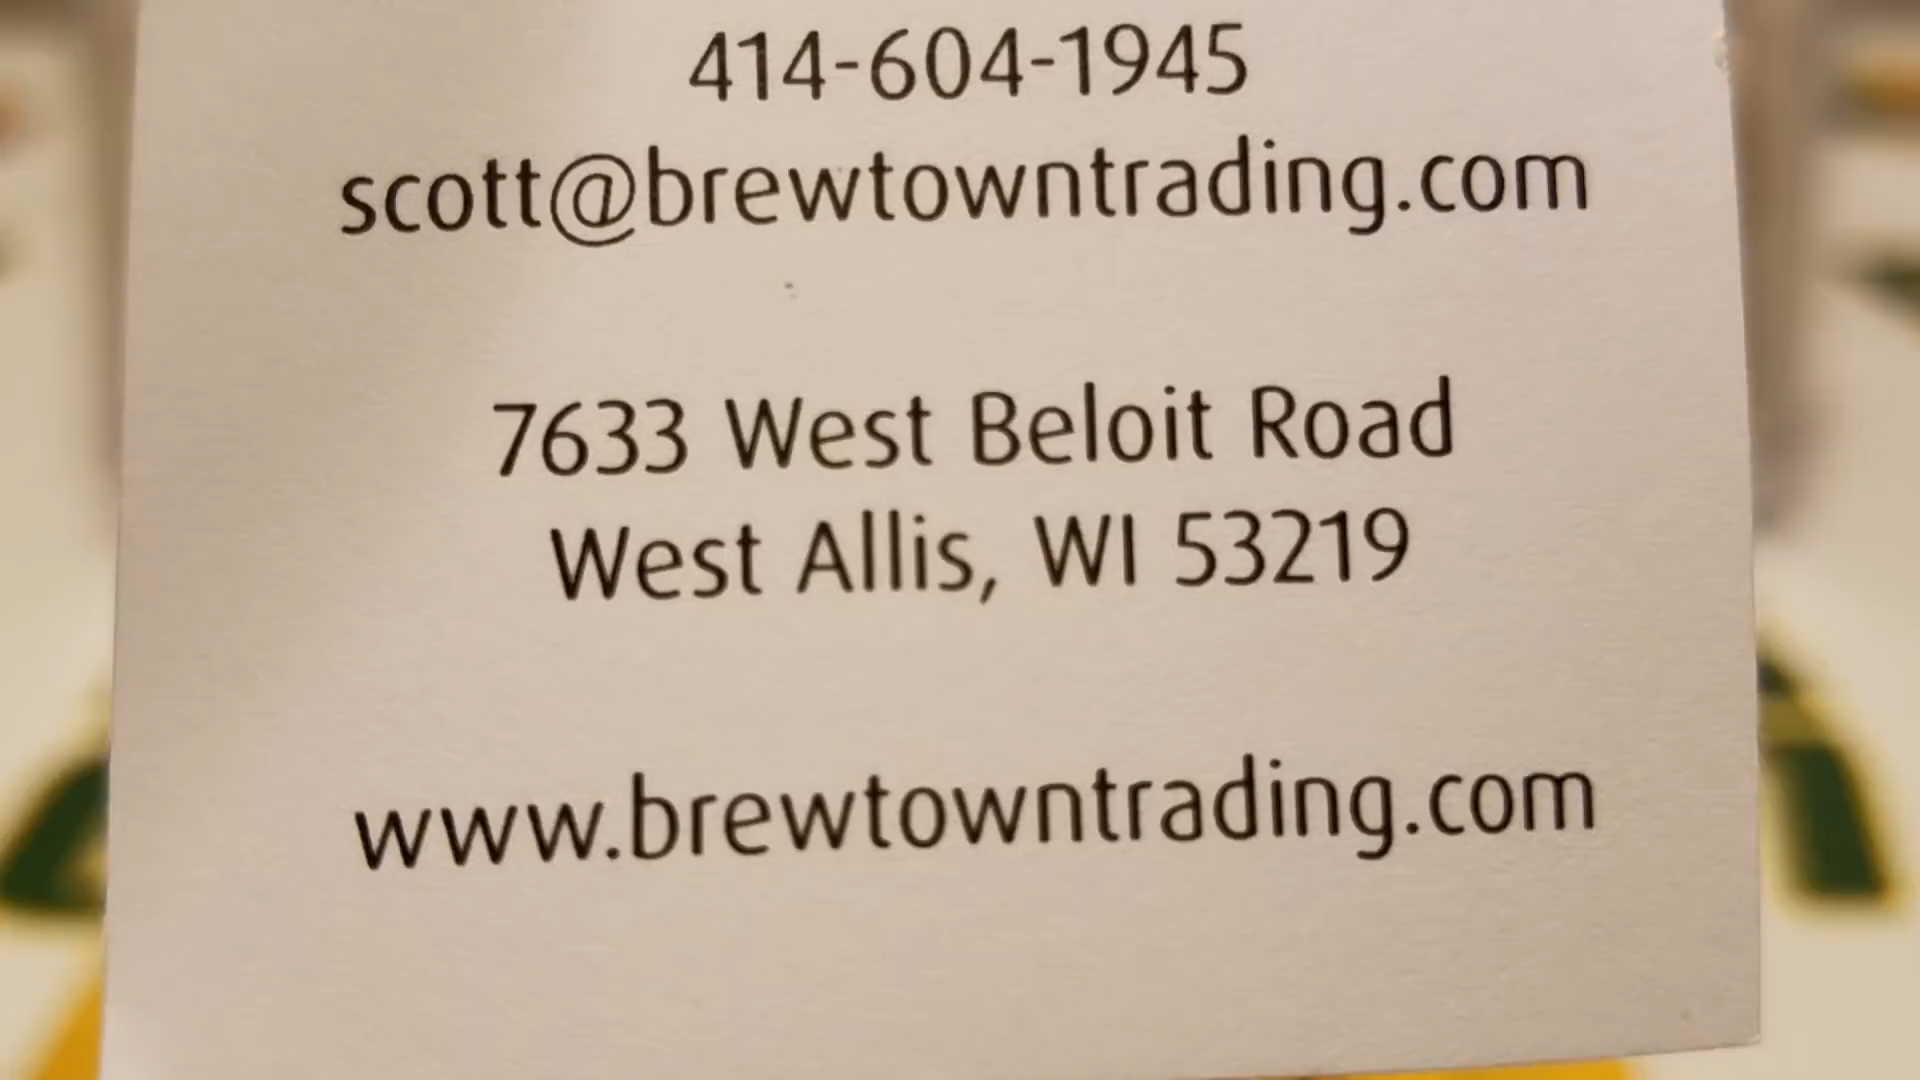 414-604-1945
scott@brewtowntrading.com
7633 West Beloit Road
West Allis, WI 53219
www.brewtowntrading.com